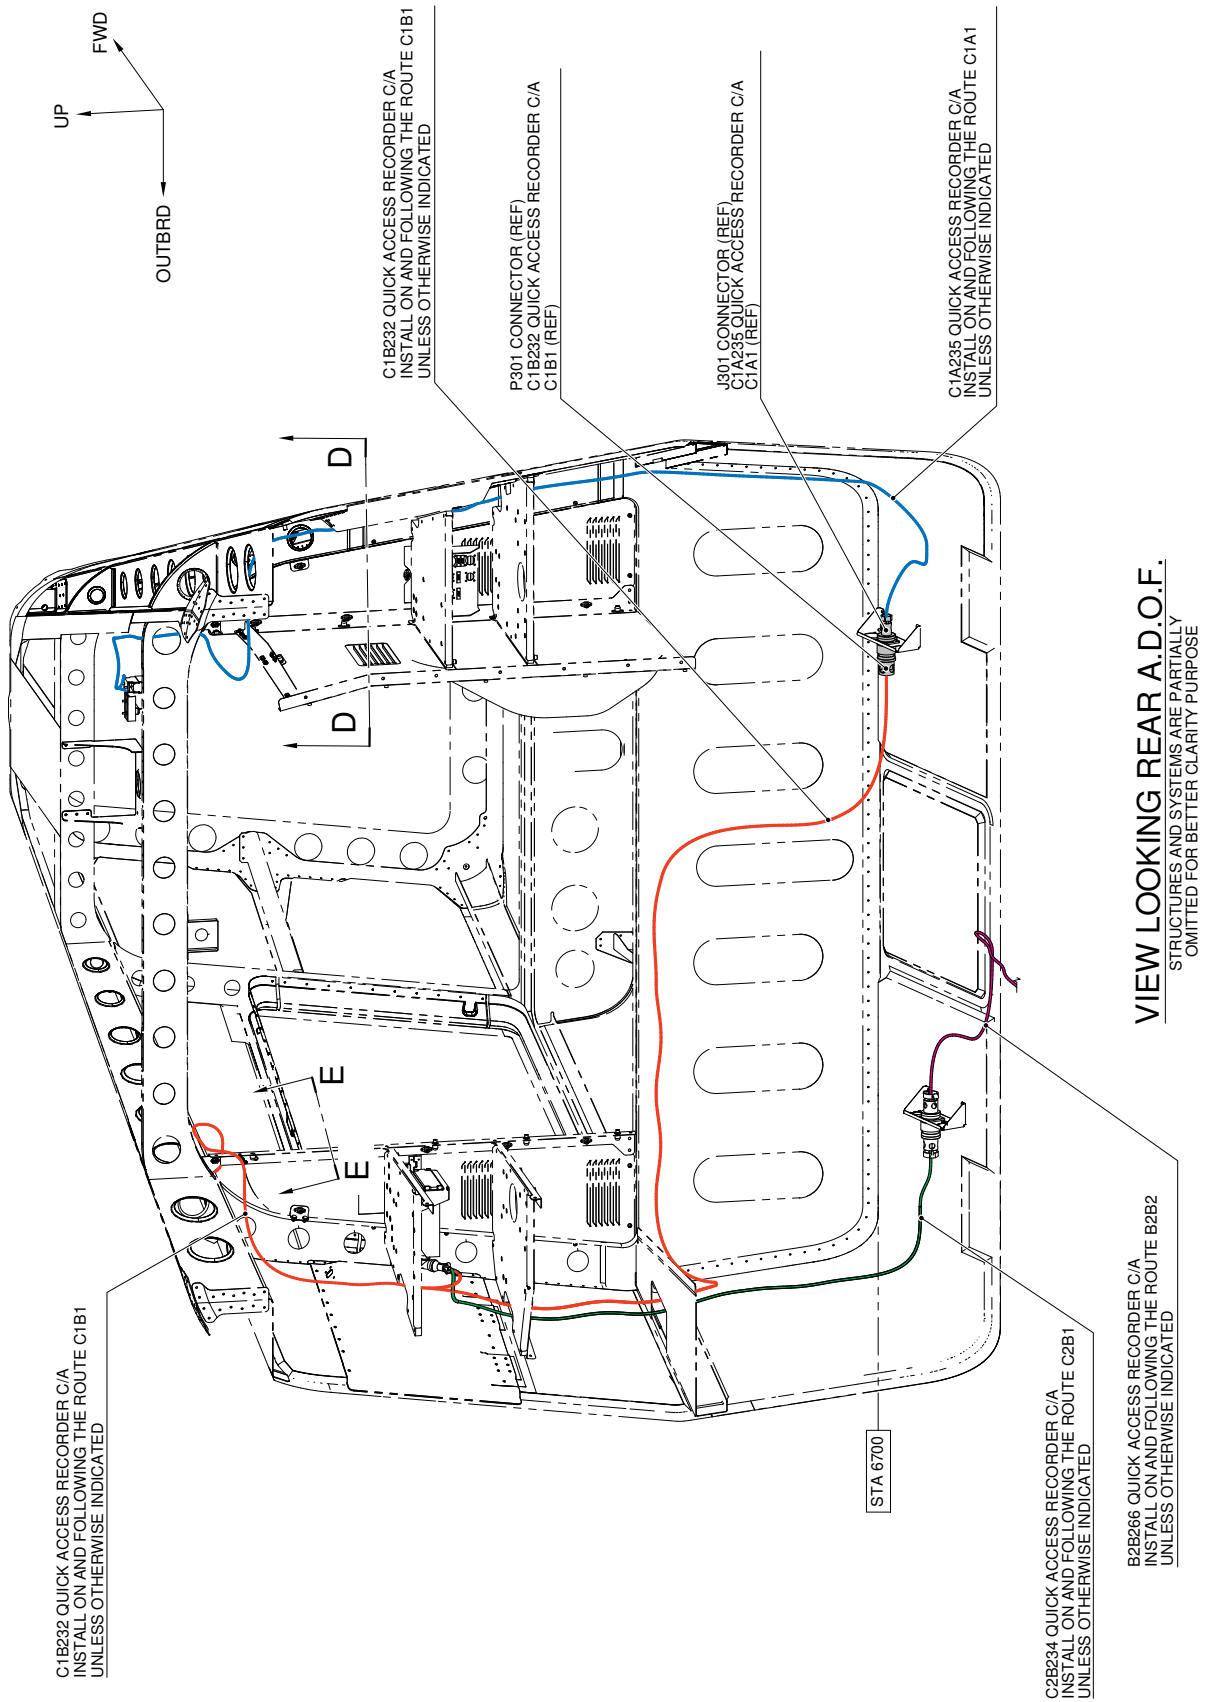 UP
FWD
OUTBRD
C1B232 QUICK ACCESS RECORDER C/A
INSTALL ON AND FOLLOWING THE ROUTE C1B1
UNLESS OTHERWISE INDICATED
P301 CONNECTOR (REF)
C1B232 QUICK ACCESS RECORDER C/A
C1B1 (REF)
J301 CONNECTOR (REF)
C1A235 QUICK ACCESS RECORDER C/A
C1A1 (REF)
C1A235 QUICK ACCESS RECORDER C/A
INSTALL ON AND FOLLOWING THE ROUTE C1A1
UNLESS OTHERWISE INDICATED
D
D
E
E
C1B232 QUICK ACCESS RECORDER C/A
INSTALL ON AND FOLLOWING THE ROUTE C1B1
UNLESS OTHERWISE INDICATED
STA 6700
C2B234 QUICK ACCESS RECORDER C/A
INSTALL ON AND FOLLOWING THE ROUTE C2B1
UNLESS OTHERWISE INDICATED
B2B266 QUICK ACCESS RECORDER C/A
INSTALL ON AND FOLLOWING THE ROUTE B2B2
UNLESS OTHERWISE INDICATED
VIEW LOOKING REAR A.D.O.F.
STRUCTURES AND SYSTEMS ARE PARTIALLY
OMITTED FOR BETTER CLARITY PURPOSE